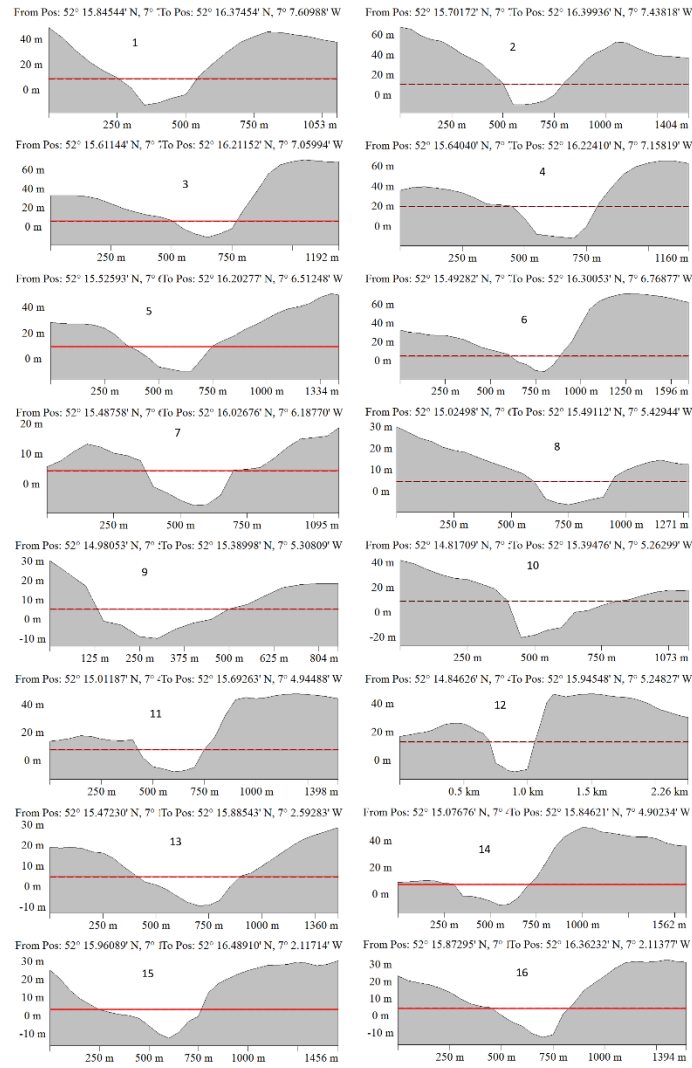 From Pos: 52° 15.84544' N, 7° To Pos: 52° 16.37454' N, 7° 7.60988' W
1
40 m
20 m
0 m
250 m 500 m 750 m 1053 m
From Pos: 52° 15.70172' N, 7° To Pos: 52° 16.39936' N, 7° 7.43818' W
2
60 m
40 m
20 m
0 m
250 m 500 m 750 m 1000 m 1404 m
From Pos: 52° 15.61144' N, 7° To Pos: 52° 16.21152' N, 7° 7.05994' W
3
60 m
40 m
20 m
0 m
250 m 500 m 750 m 1192 m
From Pos: 52° 15.64040' N, 7° To Pos: 52° 16.22410' N, 7° 7.15819' W
4
60 m
40 m
20 m
0 m
250 m 500 m 750 m 1160 m
From Pos: 52° 15.52593' N, 7° To Pos: 52° 16.20277' N, 7° 6.51248' W
5
40 m
20 m
0 m
250 m 500 m 750 m 1000 m 1334 m
From Pos: 52° 15.49282' N, 7° To Pos: 52° 16.30053' N, 7° 6.76877' W
6
60 m
40 m
20 m
0 m
250 m 500 m 750 m 1000 m 1250 m 1596 m
From Pos: 52° 15.48758' N, 7° To Pos: 52° 16.02676' N, 7° 6.18770' W
7
20 m
10 m
0 m
250 m 500 m 750 m 1095 m
From Pos: 52° 15.02498' N, 7° To Pos: 52° 15.49112' N, 7° 5.42944' W
8
30 m
20 m
10 m
0 m
250 m 500 m 750 m 1000 m 1271 m
From Pos: 52° 14.98053' N, 7° To Pos: 52° 15.38998' N, 7° 5.30809' W
9
30 m
20 m
10 m
0 m
-10 m
125 m 250 m 375 m 500 m 625 m 804 m
From Pos: 52° 14.81709' N, 7° To Pos: 52° 15.39476' N, 7° 5.26299' W
10
40 m
20 m
0 m
-20 m
250 m 500 m 750 m 1073 m
From Pos: 52° 15.01187' N, 7° To Pos: 52° 15.69263' N, 7° 4.94488' W
11
40 m
20 m
0 m
250 m 500 m 750 m 1000 m 1398 m
From Pos: 52° 14.84626' N, 7° To Pos: 52° 15.94548' N, 7° 5.24827' W
12
40 m
20 m
0 m
0.5 km 1.0 km 1.5 km 2.26 km
From Pos: 52° 15.47230' N, 7° To Pos: 52° 15.88543' N, 7° 2.59283' W
13
30 m
20 m
10 m
0 m
-10 m
250 m 500 m 750 m 1000 m 1360 m
From Pos: 52° 15.07676' N, 7° To Pos: 52° 15.84621' N, 7° 4.90234' W
14
40 m
20 m
0 m
250 m 500 m 750 m 1000 m 1562 m
From Pos: 52° 15.96089' N, 7° To Pos: 52° 16.48910' N, 7° 2.11714' W
15
30 m
20 m
10 m
0 m
-10 m
250 m 500 m 750 m 1000 m 1456 m
From Pos: 52° 15.87295' N, 7° To Pos: 52° 16.36232' N, 7° 2.11377' W
16
30 m
20 m
10 m
0 m
-10 m
250 m 500 m 750 m 1000 m 1394 m